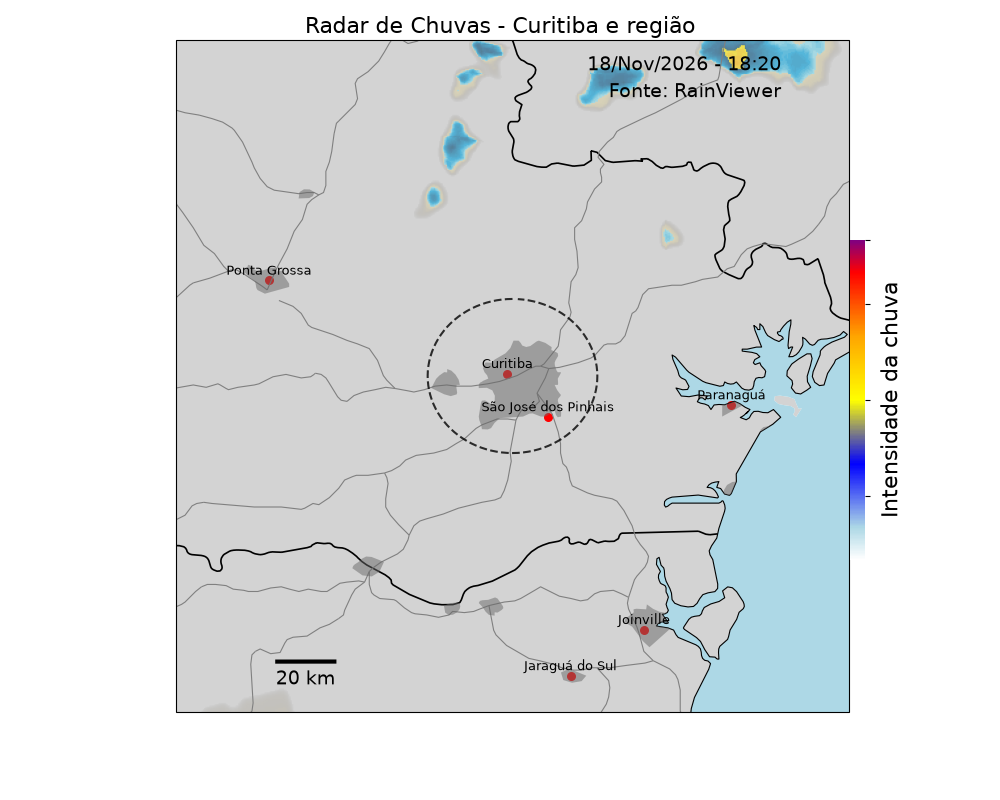 Radar de Chuvas - Curitiba e região
18/Nov/2026 - 18:20
Fonte: RainViewer
Ponta Grossa
Curitiba
São José dos Pinhais
Paranaguá
Intensidade da chuva
Joinville
Jaraguá do Sul
20 km